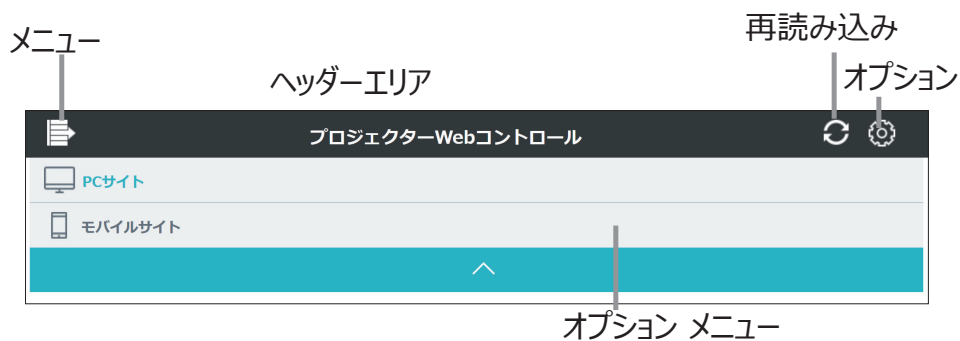 メニュー
再読み込み
オプション
ヘッダーエリア
プロジェクターWebコントロール
PCサイト
モバイルサイト
オプション メニュー